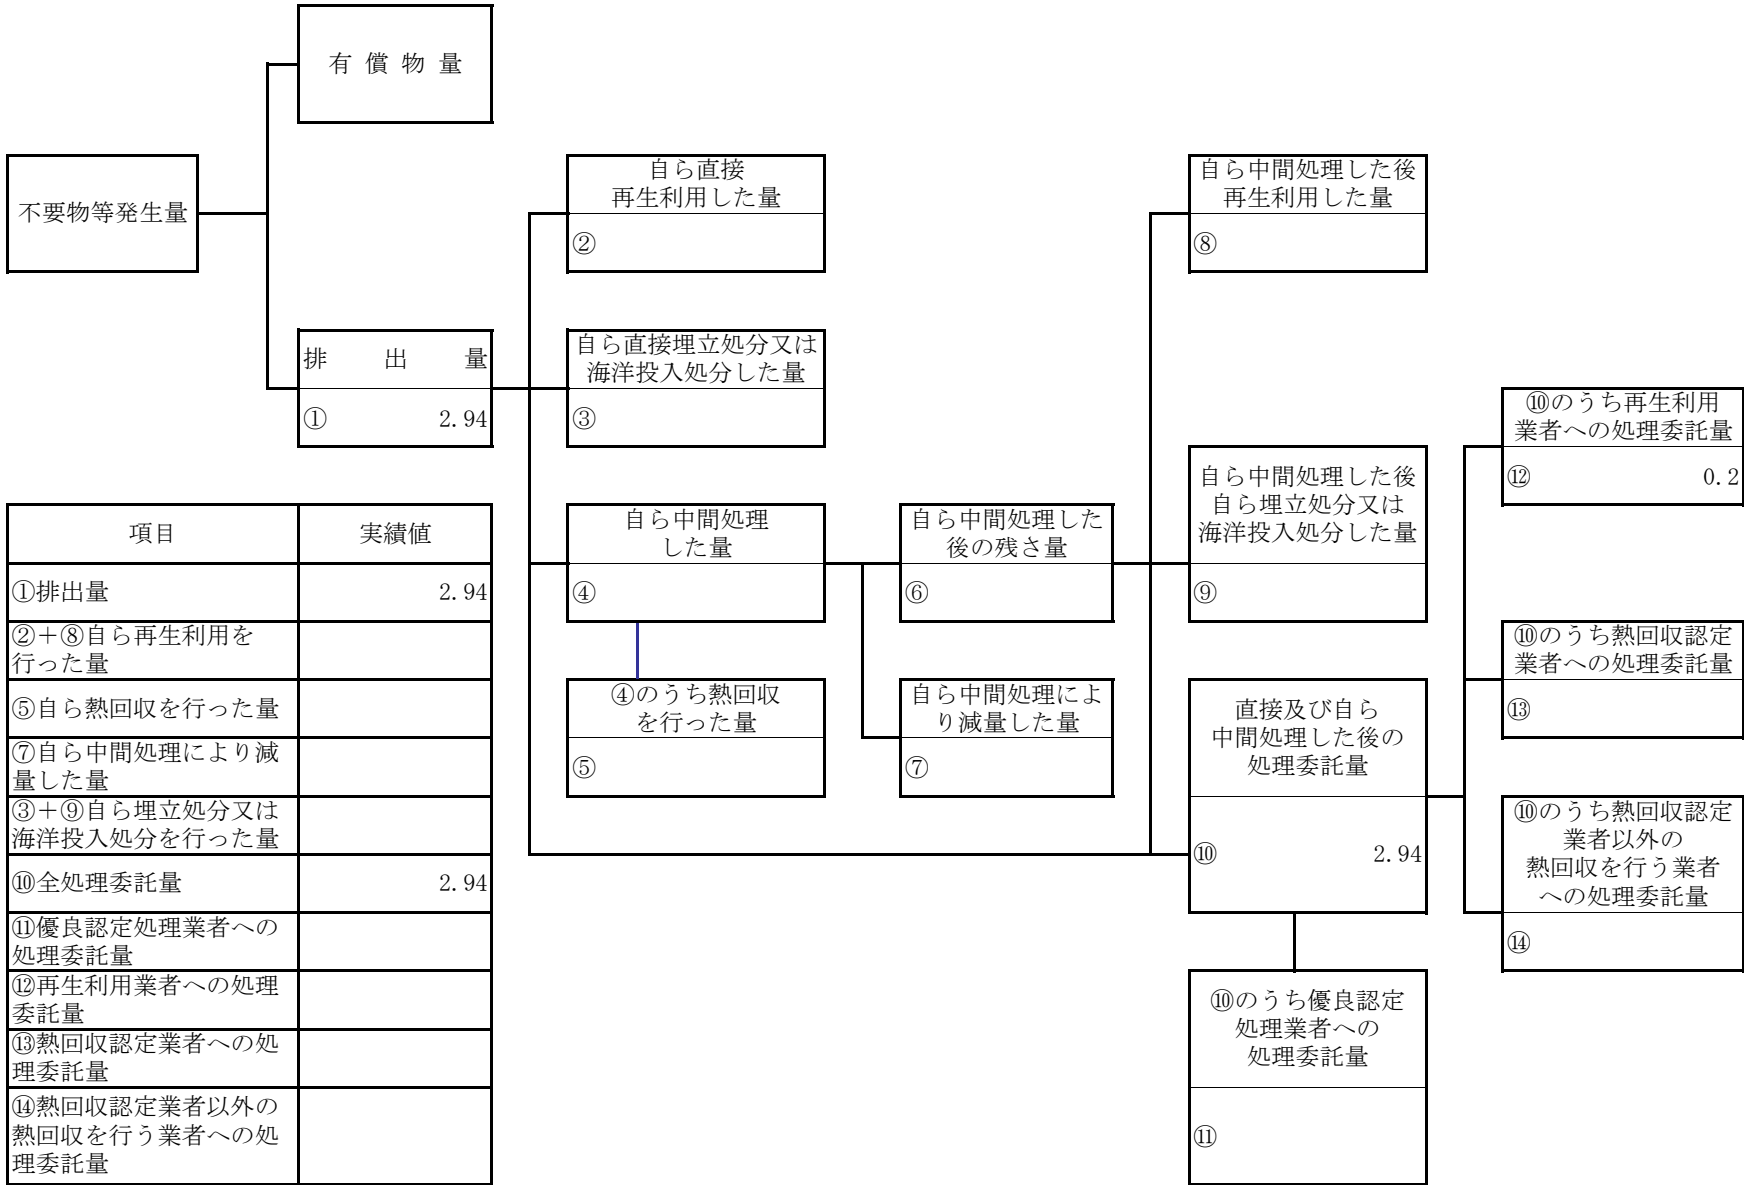 有 償 物 量
不要物等発生量
自ら直接
再生利用した量
②
自ら中間処理した後
再生利用した量
⑧
排 出 量
① 2.94
自ら直接埋立処分又は
海洋投入処分した量
③
⑩のうち再生利用
業者への処理委託量
⑫ 0.2
自ら中間処理
した量
④
自ら中間処理した
後の残さ量
⑥
自ら中間処理した後
自ら埋立処分又は
海洋投入処分した量
⑨
⑩のうち熱回収認定
業者への処理委託量
⑬
④のうち熱回収
を行った量
⑤
自ら中間処理によ
り減量した量
⑦
直接及び自ら
中間処理した後の
処理委託量
⑩ 2.94
⑩のうち熱回収認定
業者以外の
熱回収を行う業者
への処理委託量
⑭
⑩のうち優良認定
処理業者への
処理委託量
⑪
項目 実績値
①排出量 2.94
②＋⑧自ら再生利用を
行った量
⑤自ら熱回収を行った量
⑦自ら中間処理により減
量した量
③＋⑨自ら埋立処分又は
海洋投入処分を行った量
⑩全処理委託量 2.94
⑪優良認定処理業者への
処理委託量
⑫再生利用業者への処理
委託量
⑬熱回収認定業者への処
理委託量
⑭熱回収認定業者以外の
熱回収を行う業者への処
理委託量